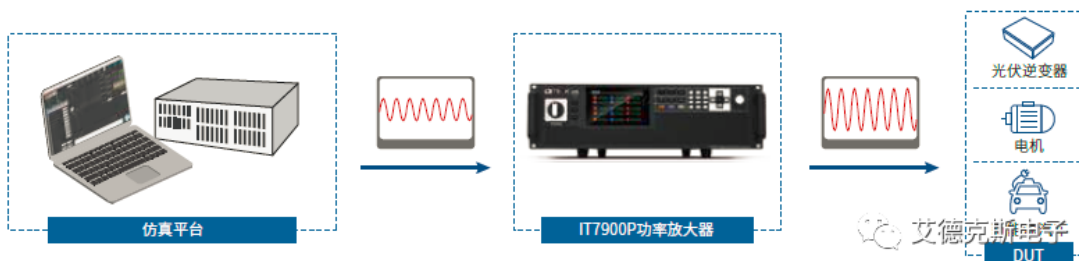 光伏逆变器
电机
仿真平台
IT7900P功率放大器
艾德克斯电子
DUT